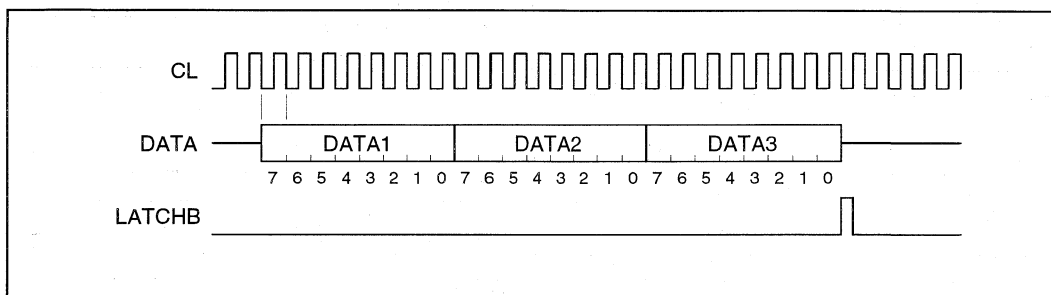 CL
DATA DATA1 DATA2 DATA3
7 6 5 4 3 2 1 0 7 6 5 4 3 2 1 0 7 6 5 4 3 2 1 0
LATCHB